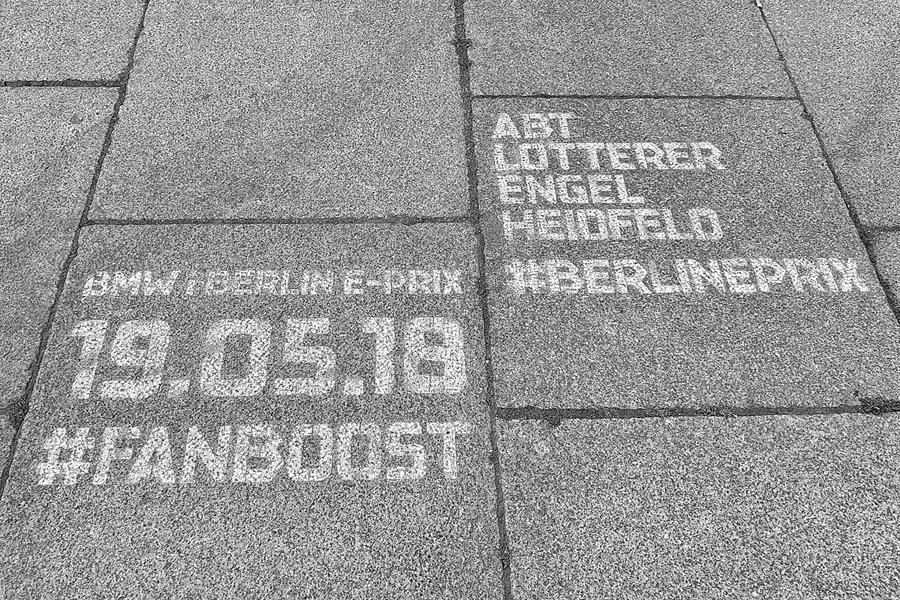 BMW i BERLIN E-PRIX
19.05.18
#FANBOOST
ABT
LOTTERER
ENGEL
HEIDFELD
#BERLINEPRIX